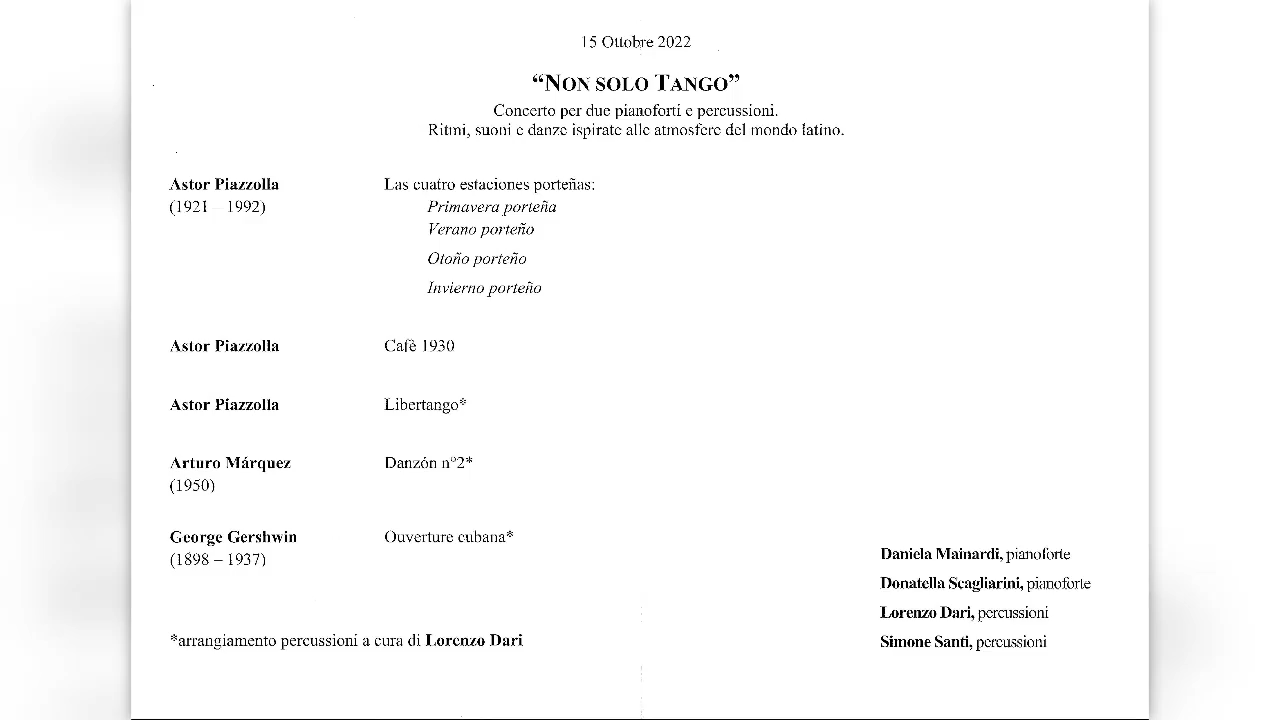 15 Ottobre 2022
“NON SOLO TANGO”
Concerto per due pianoforti e percussioni.
Ritmi, suoni e danze ispirate alle atmosfere del mondo latino.
Astor Piazzolla Las cuatro estaciones porteñas:
(1921 – 1992) Primavera porteña
Verano porteño
Otoño porteño
Invierno porteño
Astor Piazzolla Cafè 1930
Astor Piazzolla Libertango*
Arturo Márquez Danzón n°2*
(1950)
George Gershwin Ouverture cubana*
(1898 – 1937)
*arrangiamento percussioni a cura di Lorenzo Dari
Daniela Mainardi, pianoforte
Donatella Scagliarini, pianoforte
Lorenzo Dari, percussioni
Simone Santi, percussioni